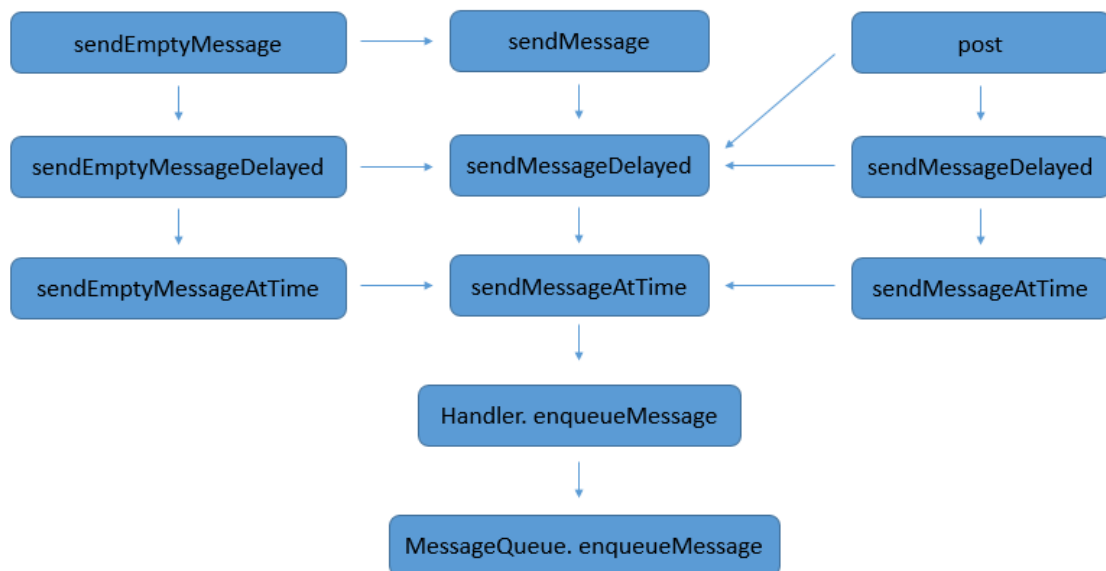 sendEmptyMessage
sendMessage
post
sendEmptyMessageDelayed
sendMessageDelayed
sendMessageDelayed
sendEmptyMessageAtTime
sendMessageAtTime
sendMessageAtTime
Handler. enqueueMessage
MessageQueue. enqueueMessage